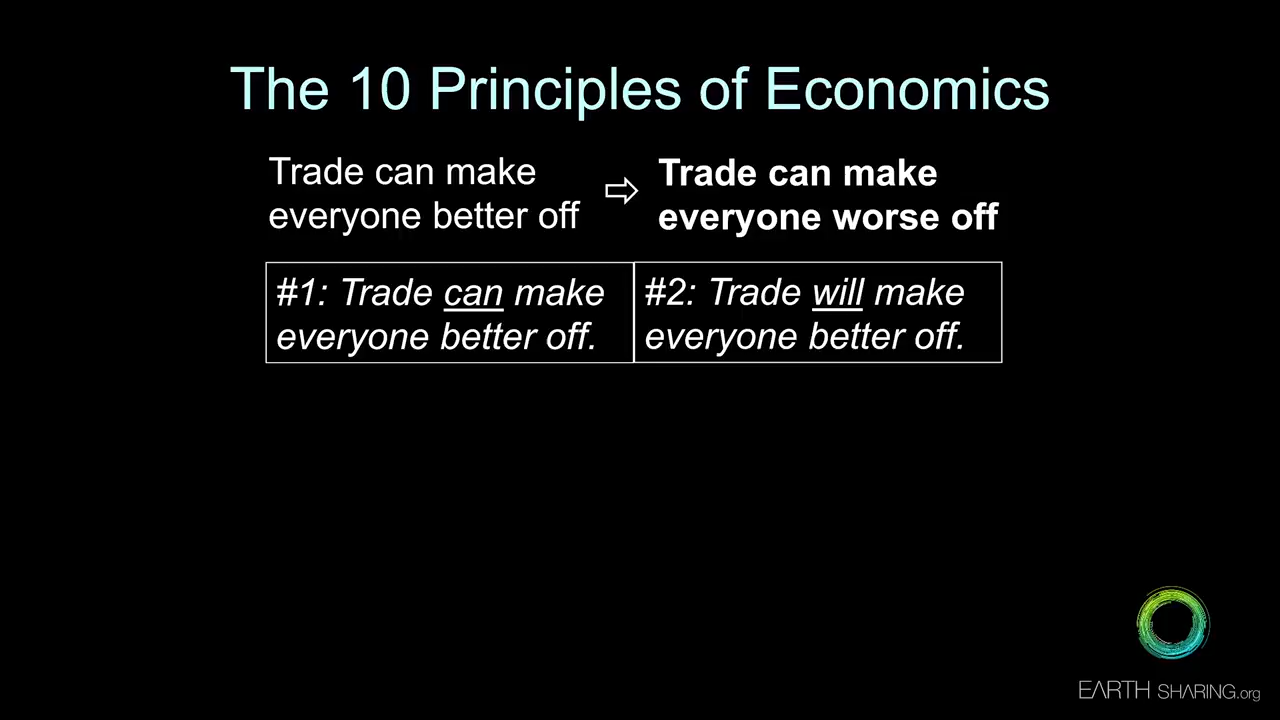 The 10 Principles of Economics
Trade can make
everyone better off
⇨
Trade can make
everyone worse off
#1: Trade can make
everyone better off.
#2: Trade will make
everyone better off.
EARTH SHARING.org